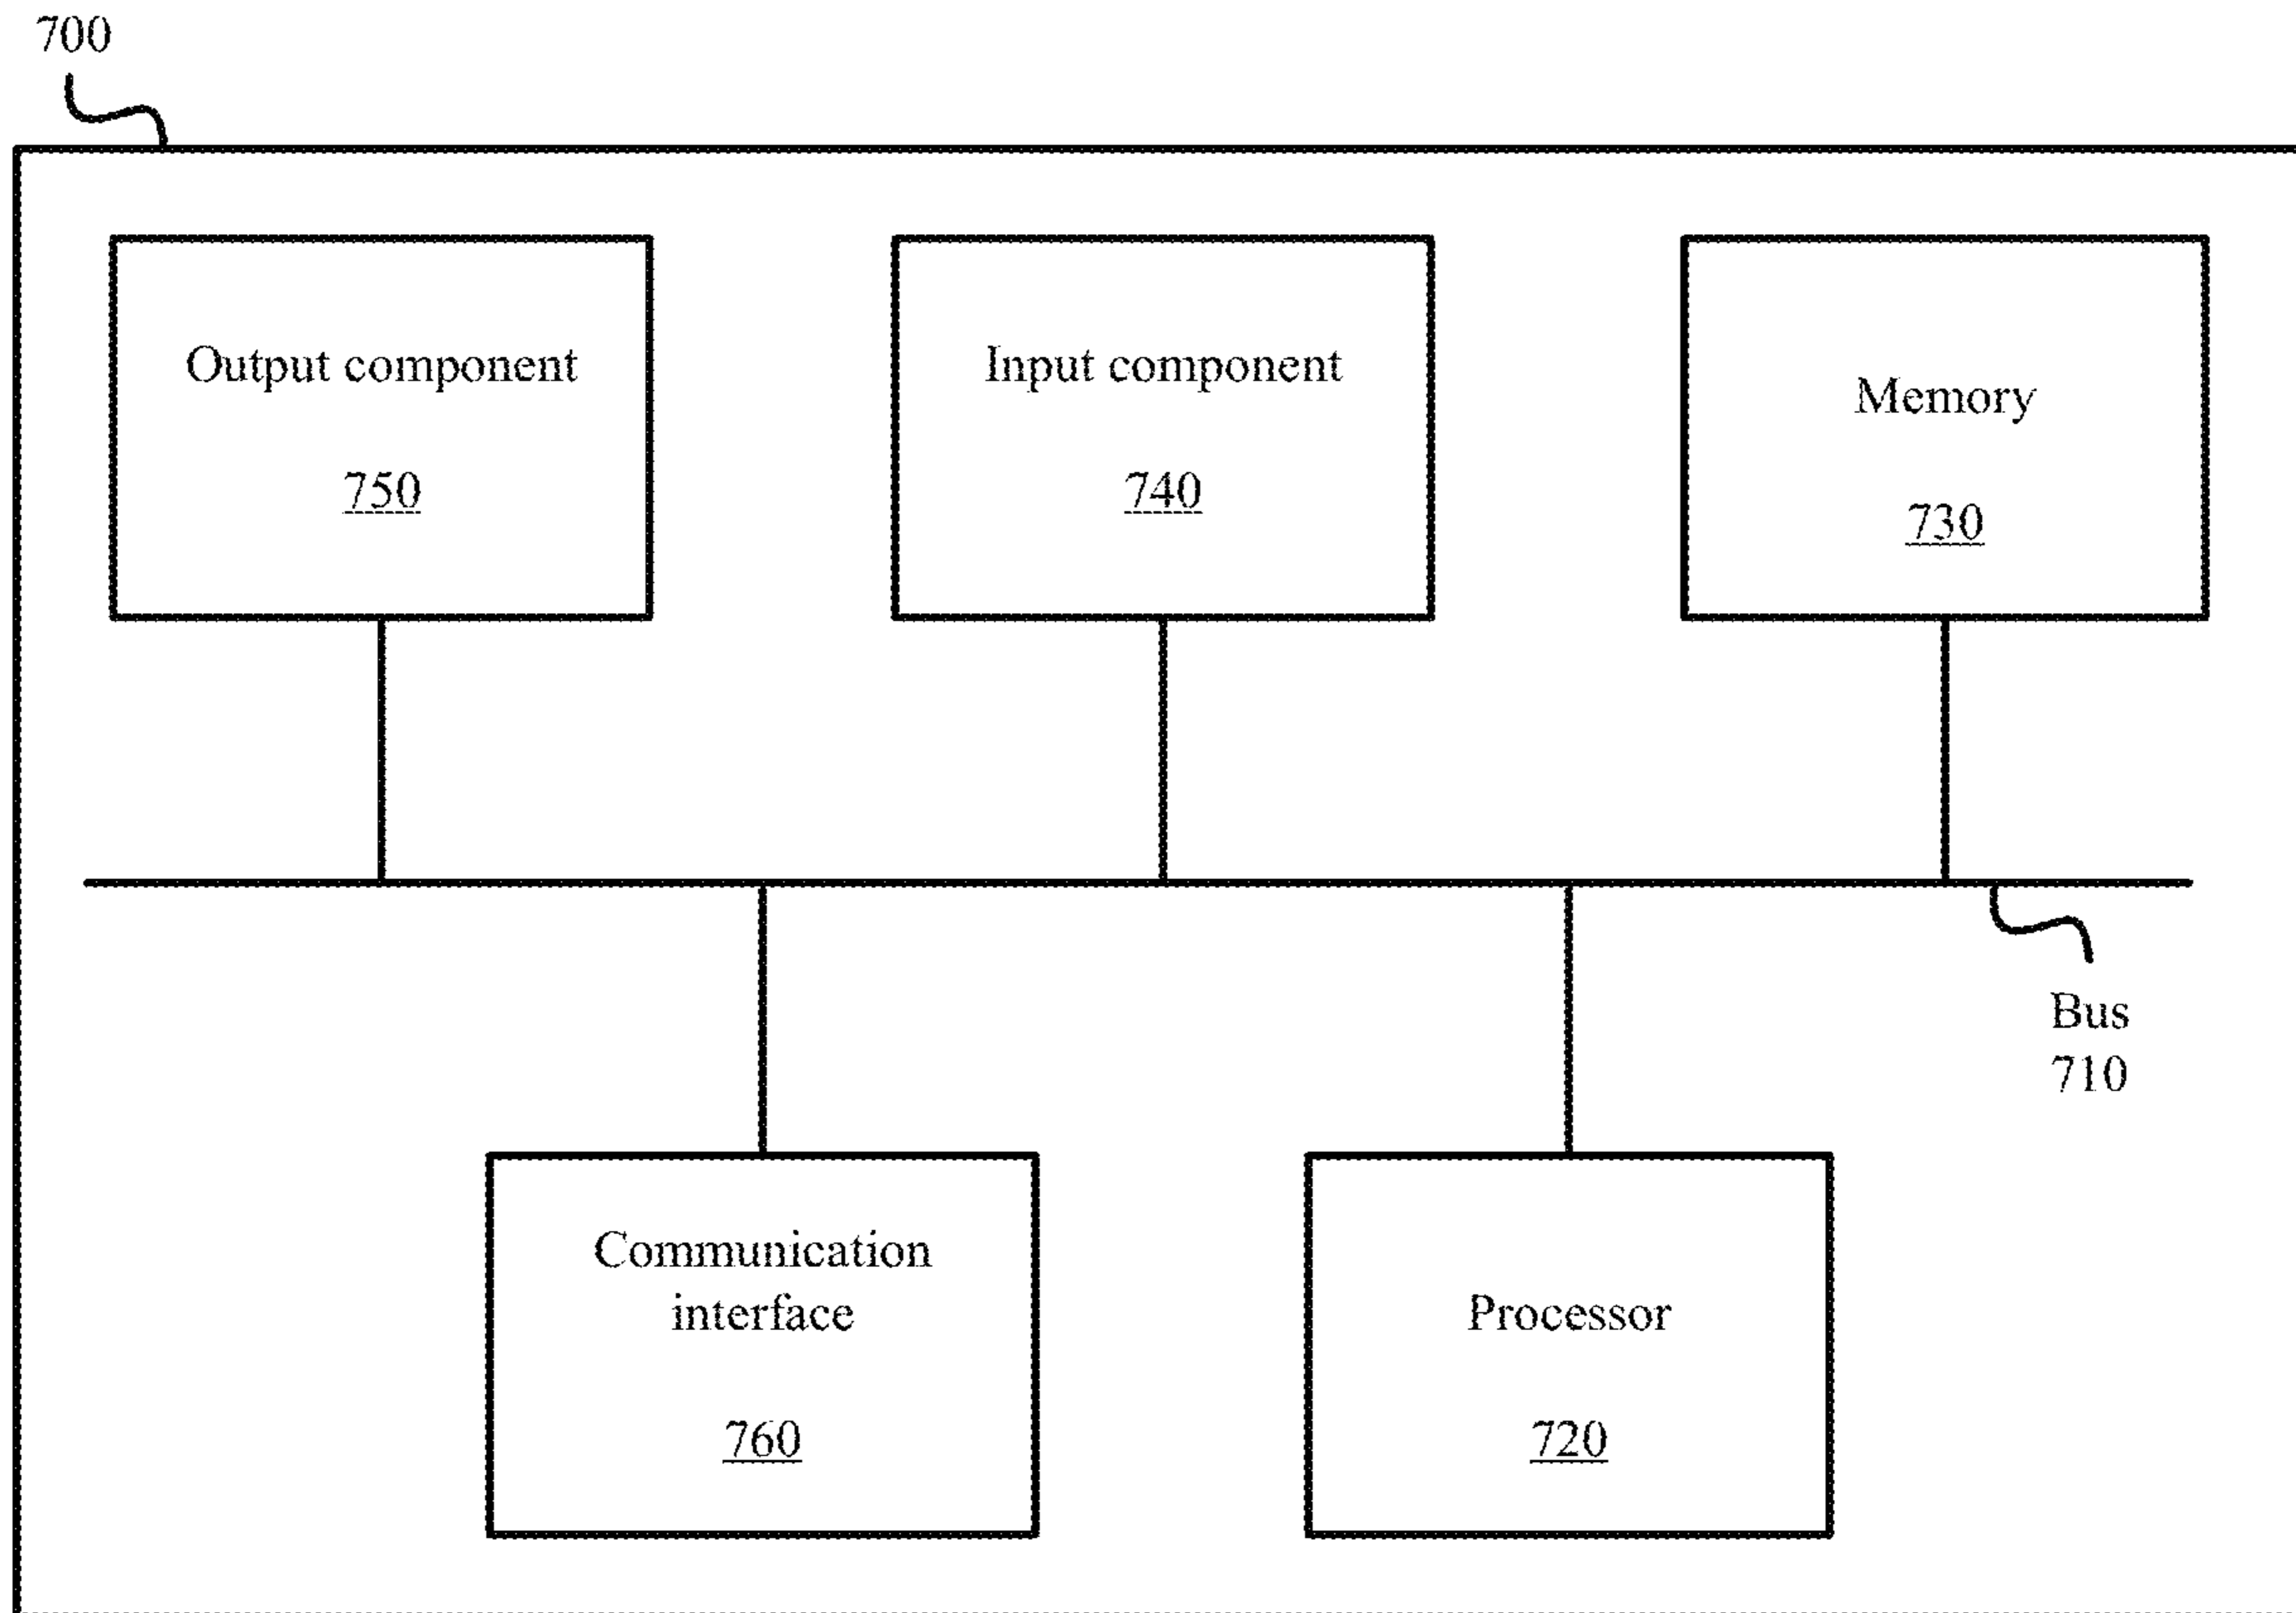 700
Output component
750
Input component
740
Memory
730
Bus
710
Communication
interface
760
Processor
720